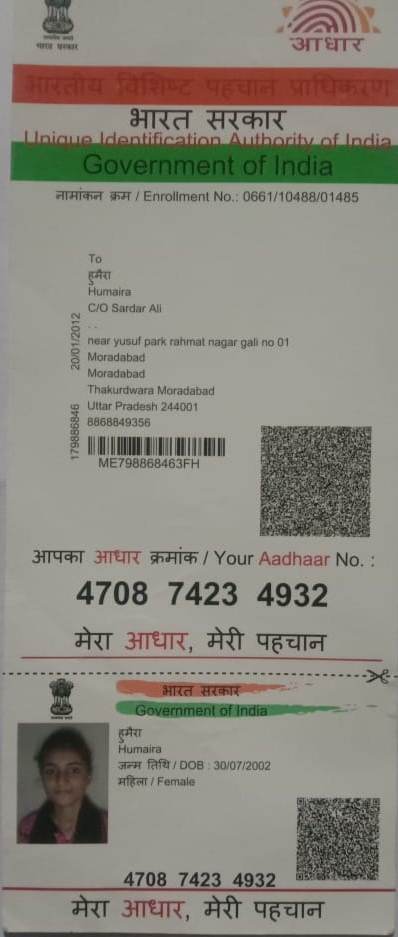 भारत सरकार
आधार
भारतीय विशिष्ट पहचान प्राधिकरण
भारत सरकार
Unique Identification Authority of India
Government of India
नामांकन क्रम / Enrollment No.: 0661/10488/01485
To
हुमैरा
Humaira
C/O Sardar Ali
. .
near yusuf park rahmat nagar gali no 01
Moradabad
Moradabad
Thakurdwara Moradabad
Uttar Pradesh 244001
8868849356
179886846 20/01/2012
ME798868463FH
आपका आधार क्रमांक / Your Aadhaar No. :
4708 7423 4932
मेरा आधार, मेरी पहचान
भारत सरकार
Government of India
हुमैरा
Humaira
जन्म तिथि / DOB : 30/07/2002
महिला / Female
4708 7423 4932
मेरा आधार, मेरी पहचान